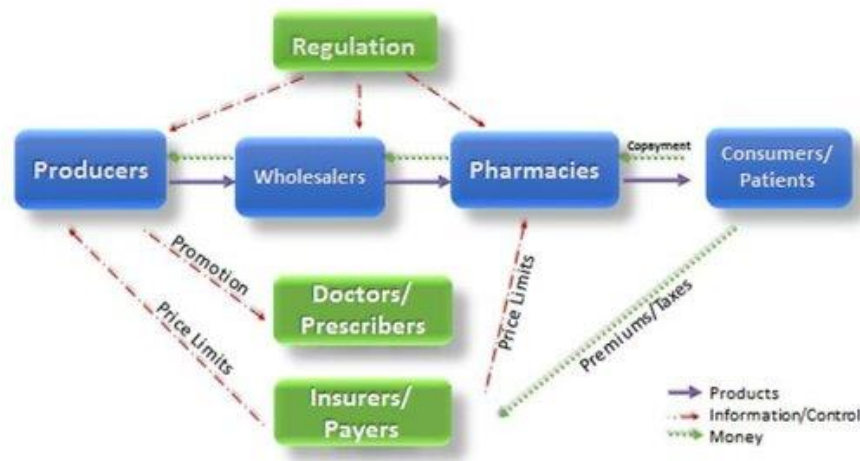 Regulation
Producers
Wholesalers
Pharmacies
Copayment
Consumers/
Patients
Promotion
Price Limits
Doctors/
Prescribers
Insurers/
Payers
Price Limits
Premiums/Taxes
Products
Information/Control
Money